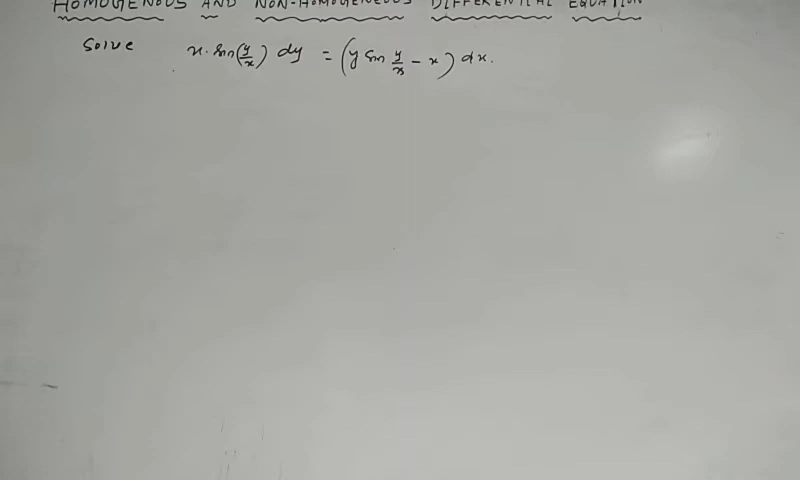 HOMOGENOUS AND NON-HOMOGENEOUS DIFFERENTIAL EQUATION
Solve x · sin(y/x) dy = (y sin y/x - x) dx.